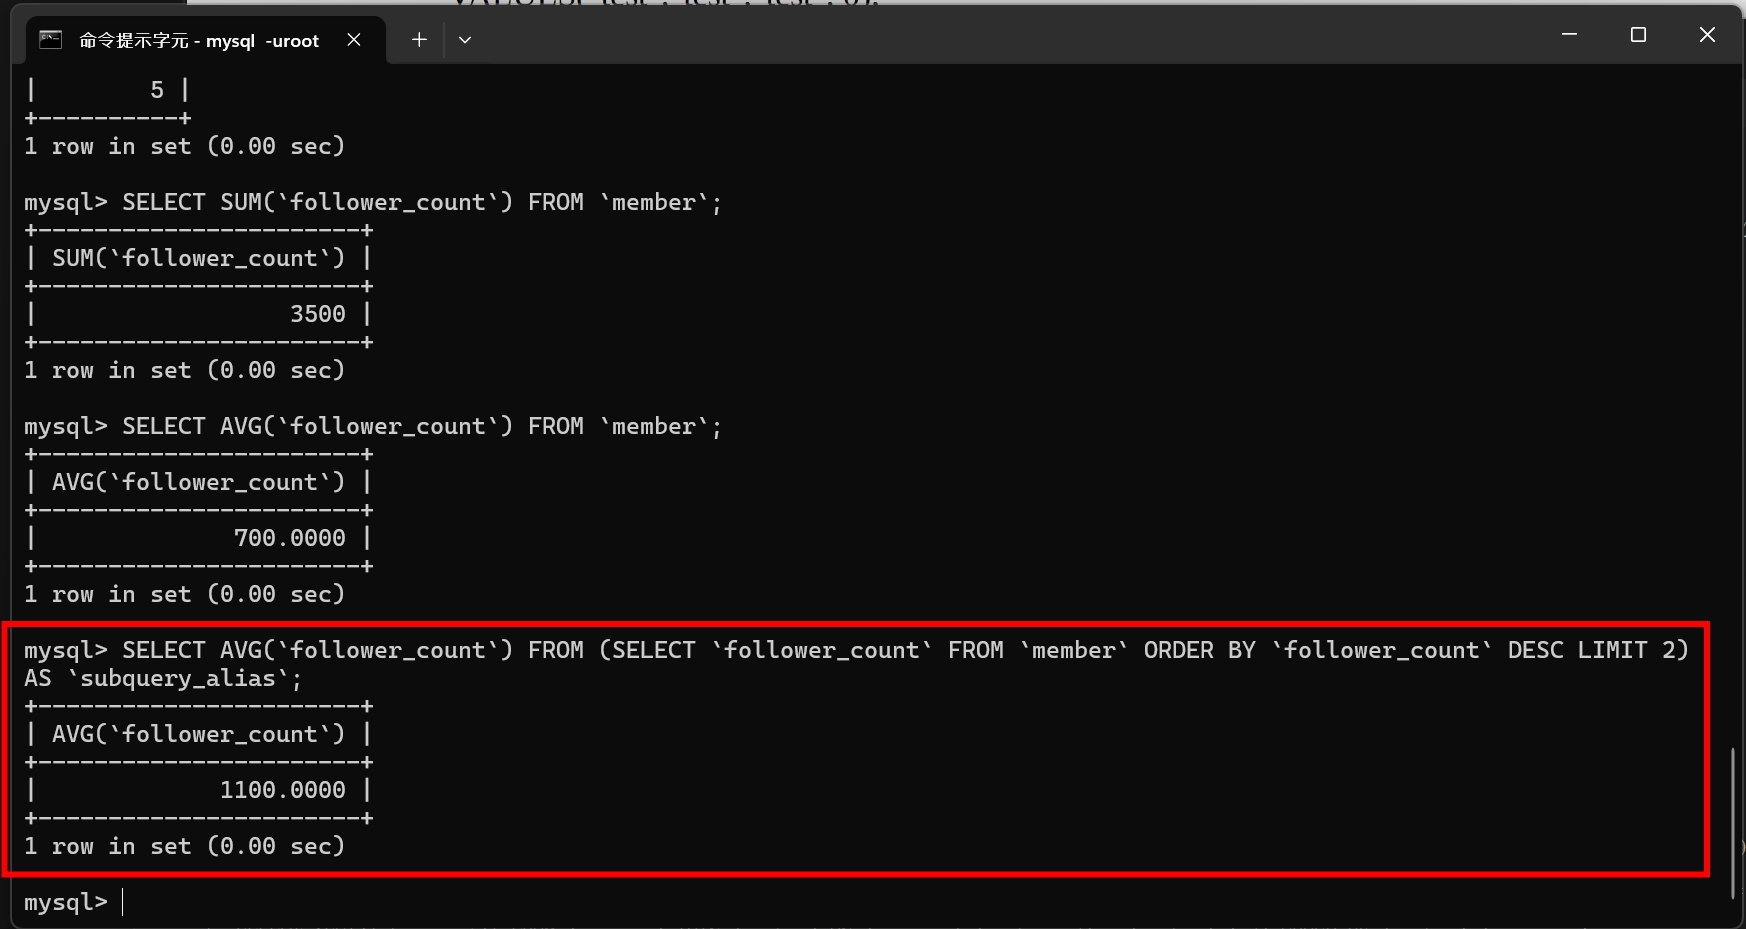 命令提示字元 - mysql  -uroot
|        5 |
+----------+
1 row in set (0.00 sec)
mysql> SELECT SUM(`follower_count`) FROM `member`;
+-----------------------+
| SUM(`follower_count`) |
+-----------------------+
|                  3500 |
+-----------------------+
1 row in set (0.00 sec)
mysql> SELECT AVG(`follower_count`) FROM `member`;
+-----------------------+
| AVG(`follower_count`) |
+-----------------------+
|              700.0000 |
+-----------------------+
1 row in set (0.00 sec)
mysql> SELECT AVG(`follower_count`) FROM (SELECT `follower_count` FROM `member` ORDER BY `follower_count` DESC LIMIT 2)
AS `subquery_alias`;
+-----------------------+
| AVG(`follower_count`) |
+-----------------------+
|             1100.0000 |
+-----------------------+
1 row in set (0.00 sec)
mysql>